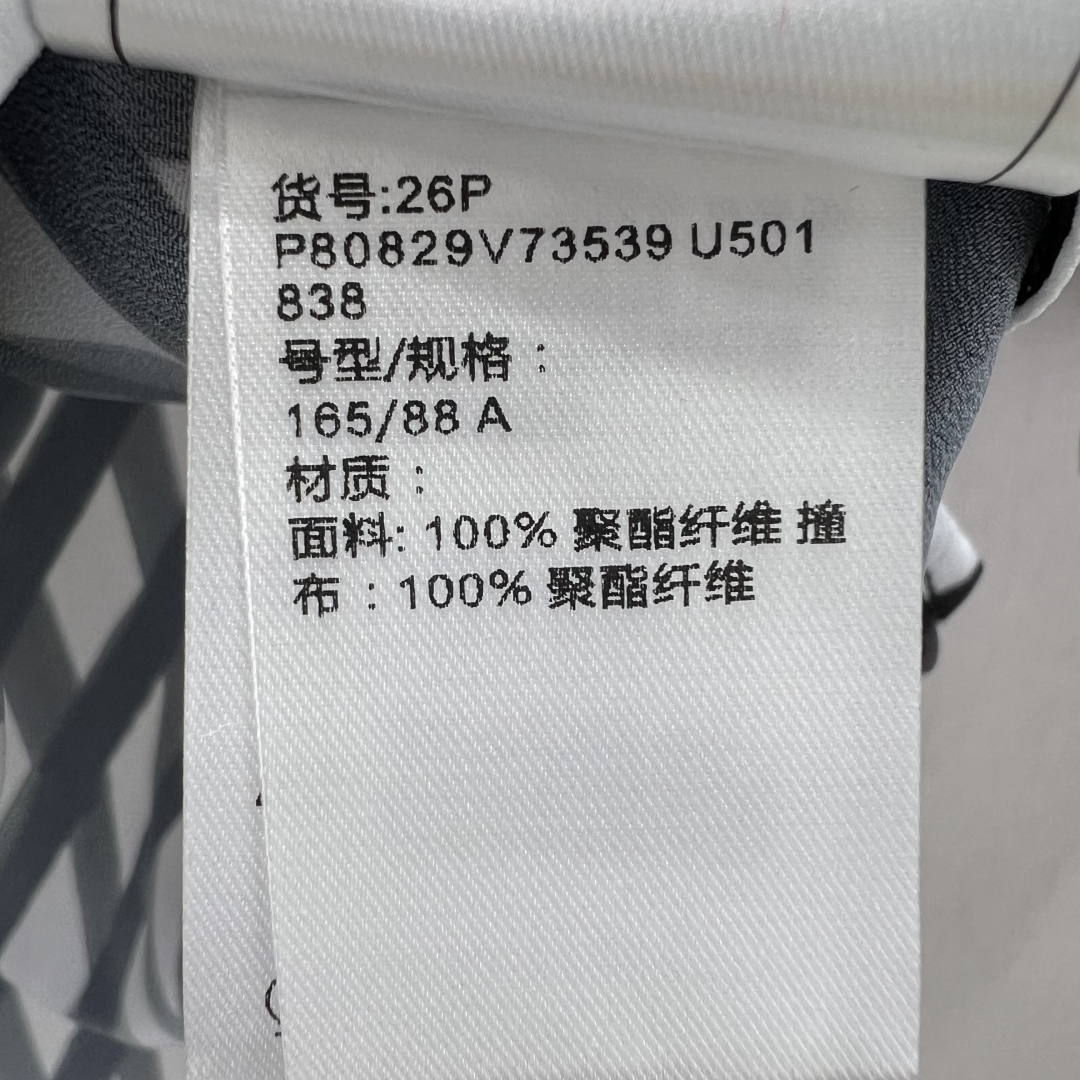 货号:26P
P80829V73539 U501
838
号型/规格：
165/88 A
材质：
面料: 100% 聚酯纤维 撞
布：100% 聚酯纤维